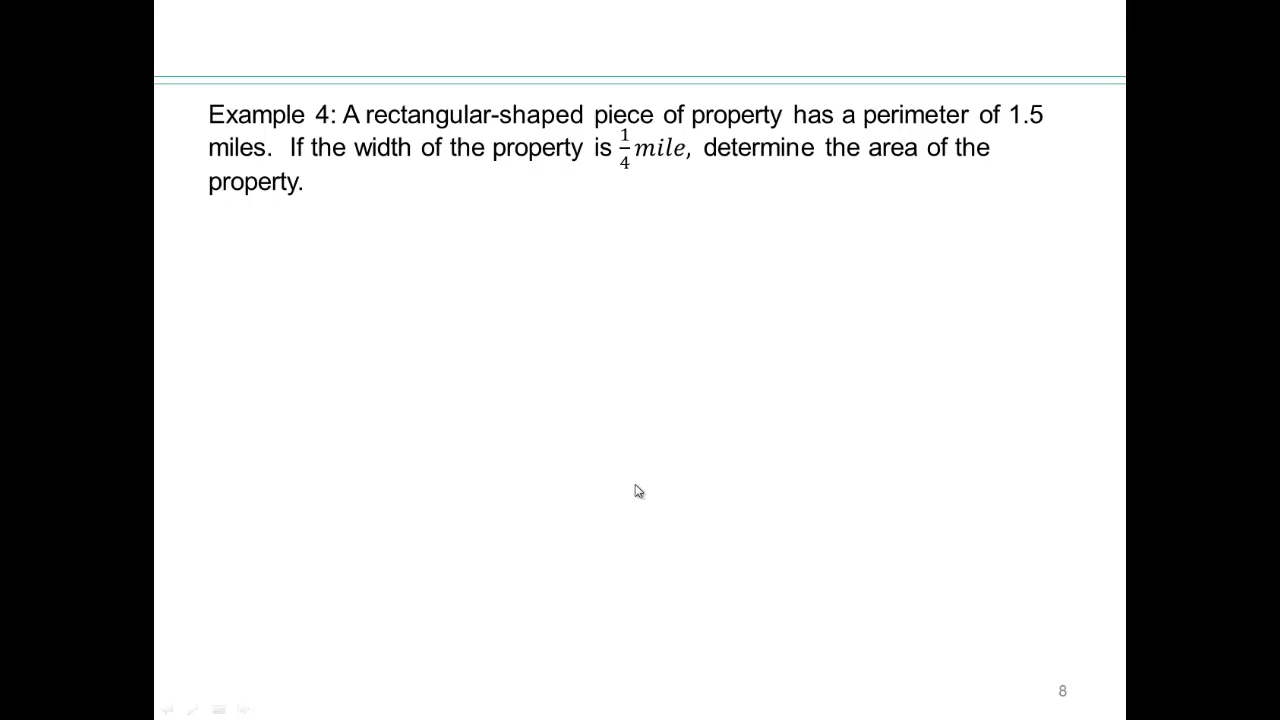 Example 4: A rectangular-shaped piece of property has a perimeter of 1.5
miles. If the width of the property is 1/4 mile, determine the area of the
property.
8